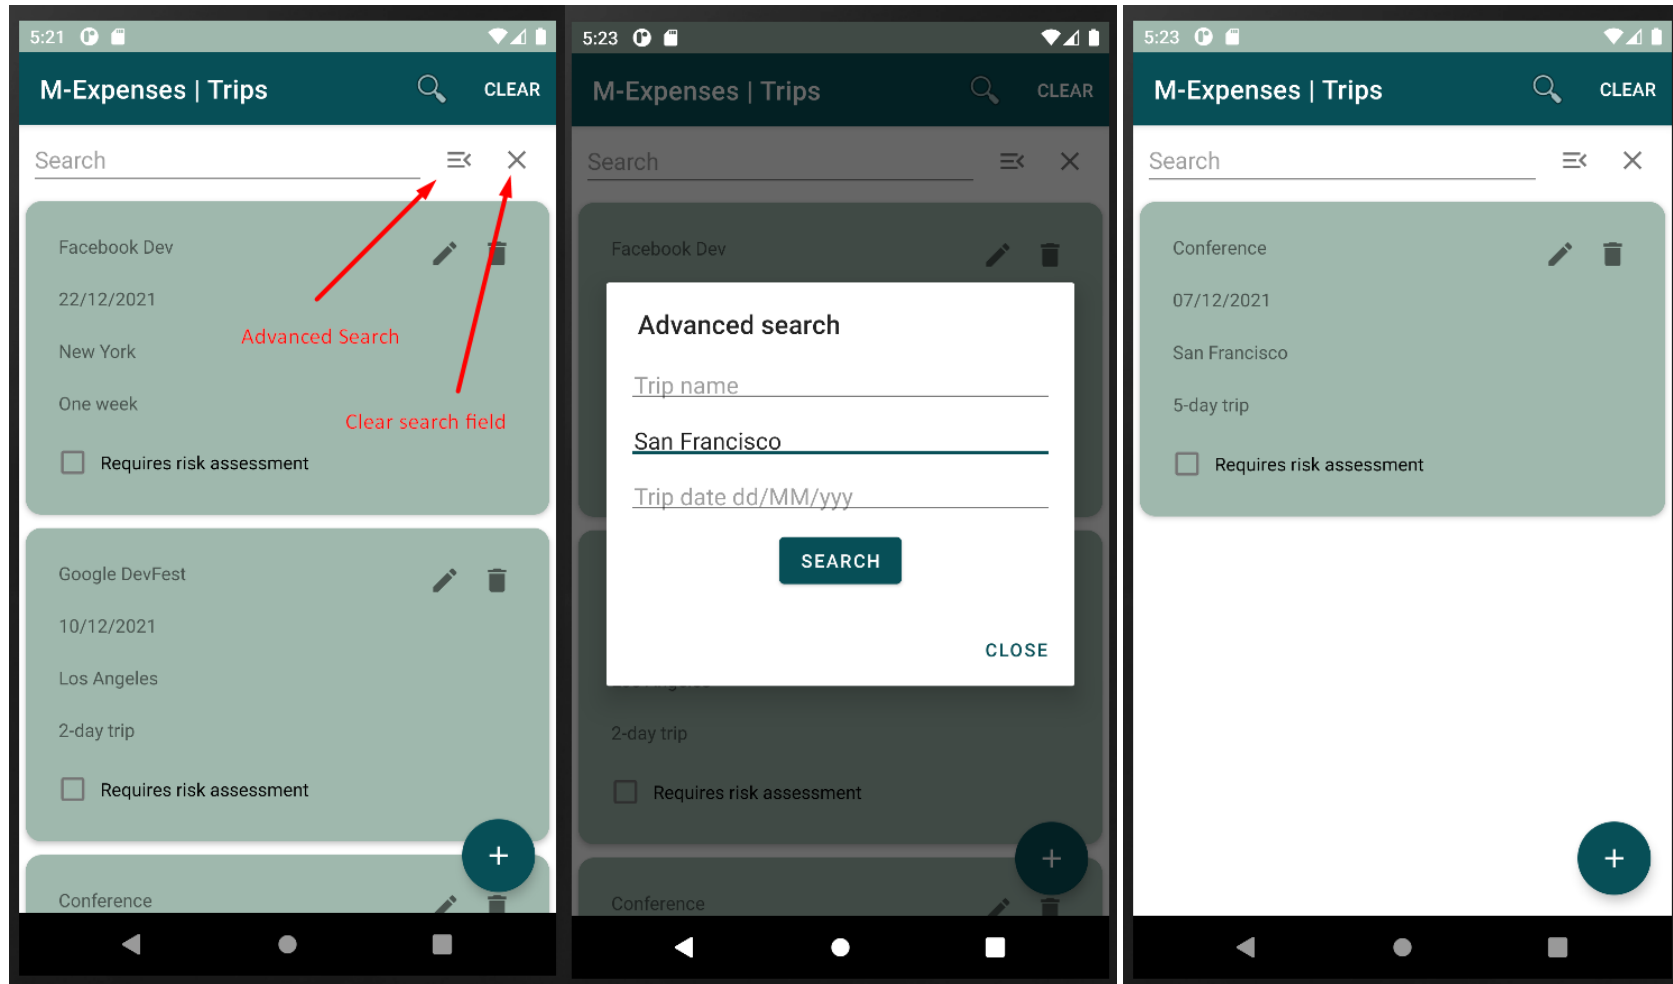 5:21
M-Expenses | Trips
CLEAR
Search
Facebook Dev
22/12/2021
New York
Advanced Search
One week
Clear search field
Requires risk assessment
Google DevFest
10/12/2021
Los Angeles
2-day trip
Requires risk assessment
+
Conference
5:23
M-Expenses | Trips
CLEAR
Search
Facebook Dev
Advanced search
Trip name
San Francisco
Trip date dd/MM/yyy
SEARCH
CLOSE
2-day trip
Requires risk assessment
+
Conference
5:23
M-Expenses | Trips
CLEAR
Search
Conference
07/12/2021
San Francisco
5-day trip
Requires risk assessment
+